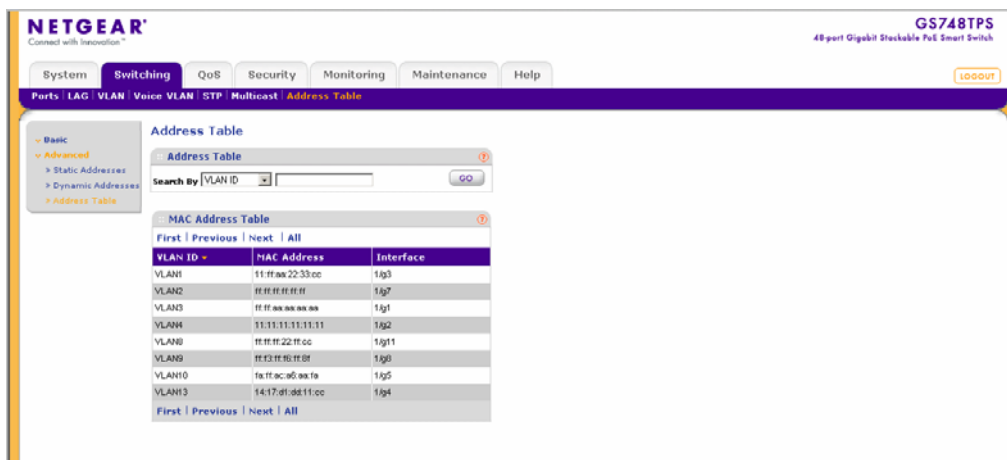 NETGEAR®
Connect with Innovation™
GS748TPS
48-port Gigabit Stackable PoE Smart Switch
System Switching QoS Security Monitoring Maintenance Help
LOGOUT
Ports | LAG | VLAN | Voice VLAN | STP | Multicast | Address Table
Basic
Advanced
> Static Addresses
> Dynamic Addresses
> Address Table
Address Table
Address Table ?
Search By VLAN ID GO
MAC Address Table ?
First | Previous | Next | All
VLAN ID MAC Address Interface
VLAN1 11:ff:aa:22:33:cc 1/g3
VLAN2 ff:ff:ff:ff:ff:ff 1/g7
VLAN3 ff:ff:aa:aa:aa:aa 1/g1
VLAN4 11:11:11:11:11:11 1/g2
VLAN8 ff:ff:ff:22:ff:cc 1/g11
VLAN9 ff:f3:ff:f6:ff:8f 1/g8
VLAN10 fa:ff:ac:a6:aa:fa 1/g5
VLAN13 14:17:d1:dd:11:cc 1/g4
First | Previous | Next | All